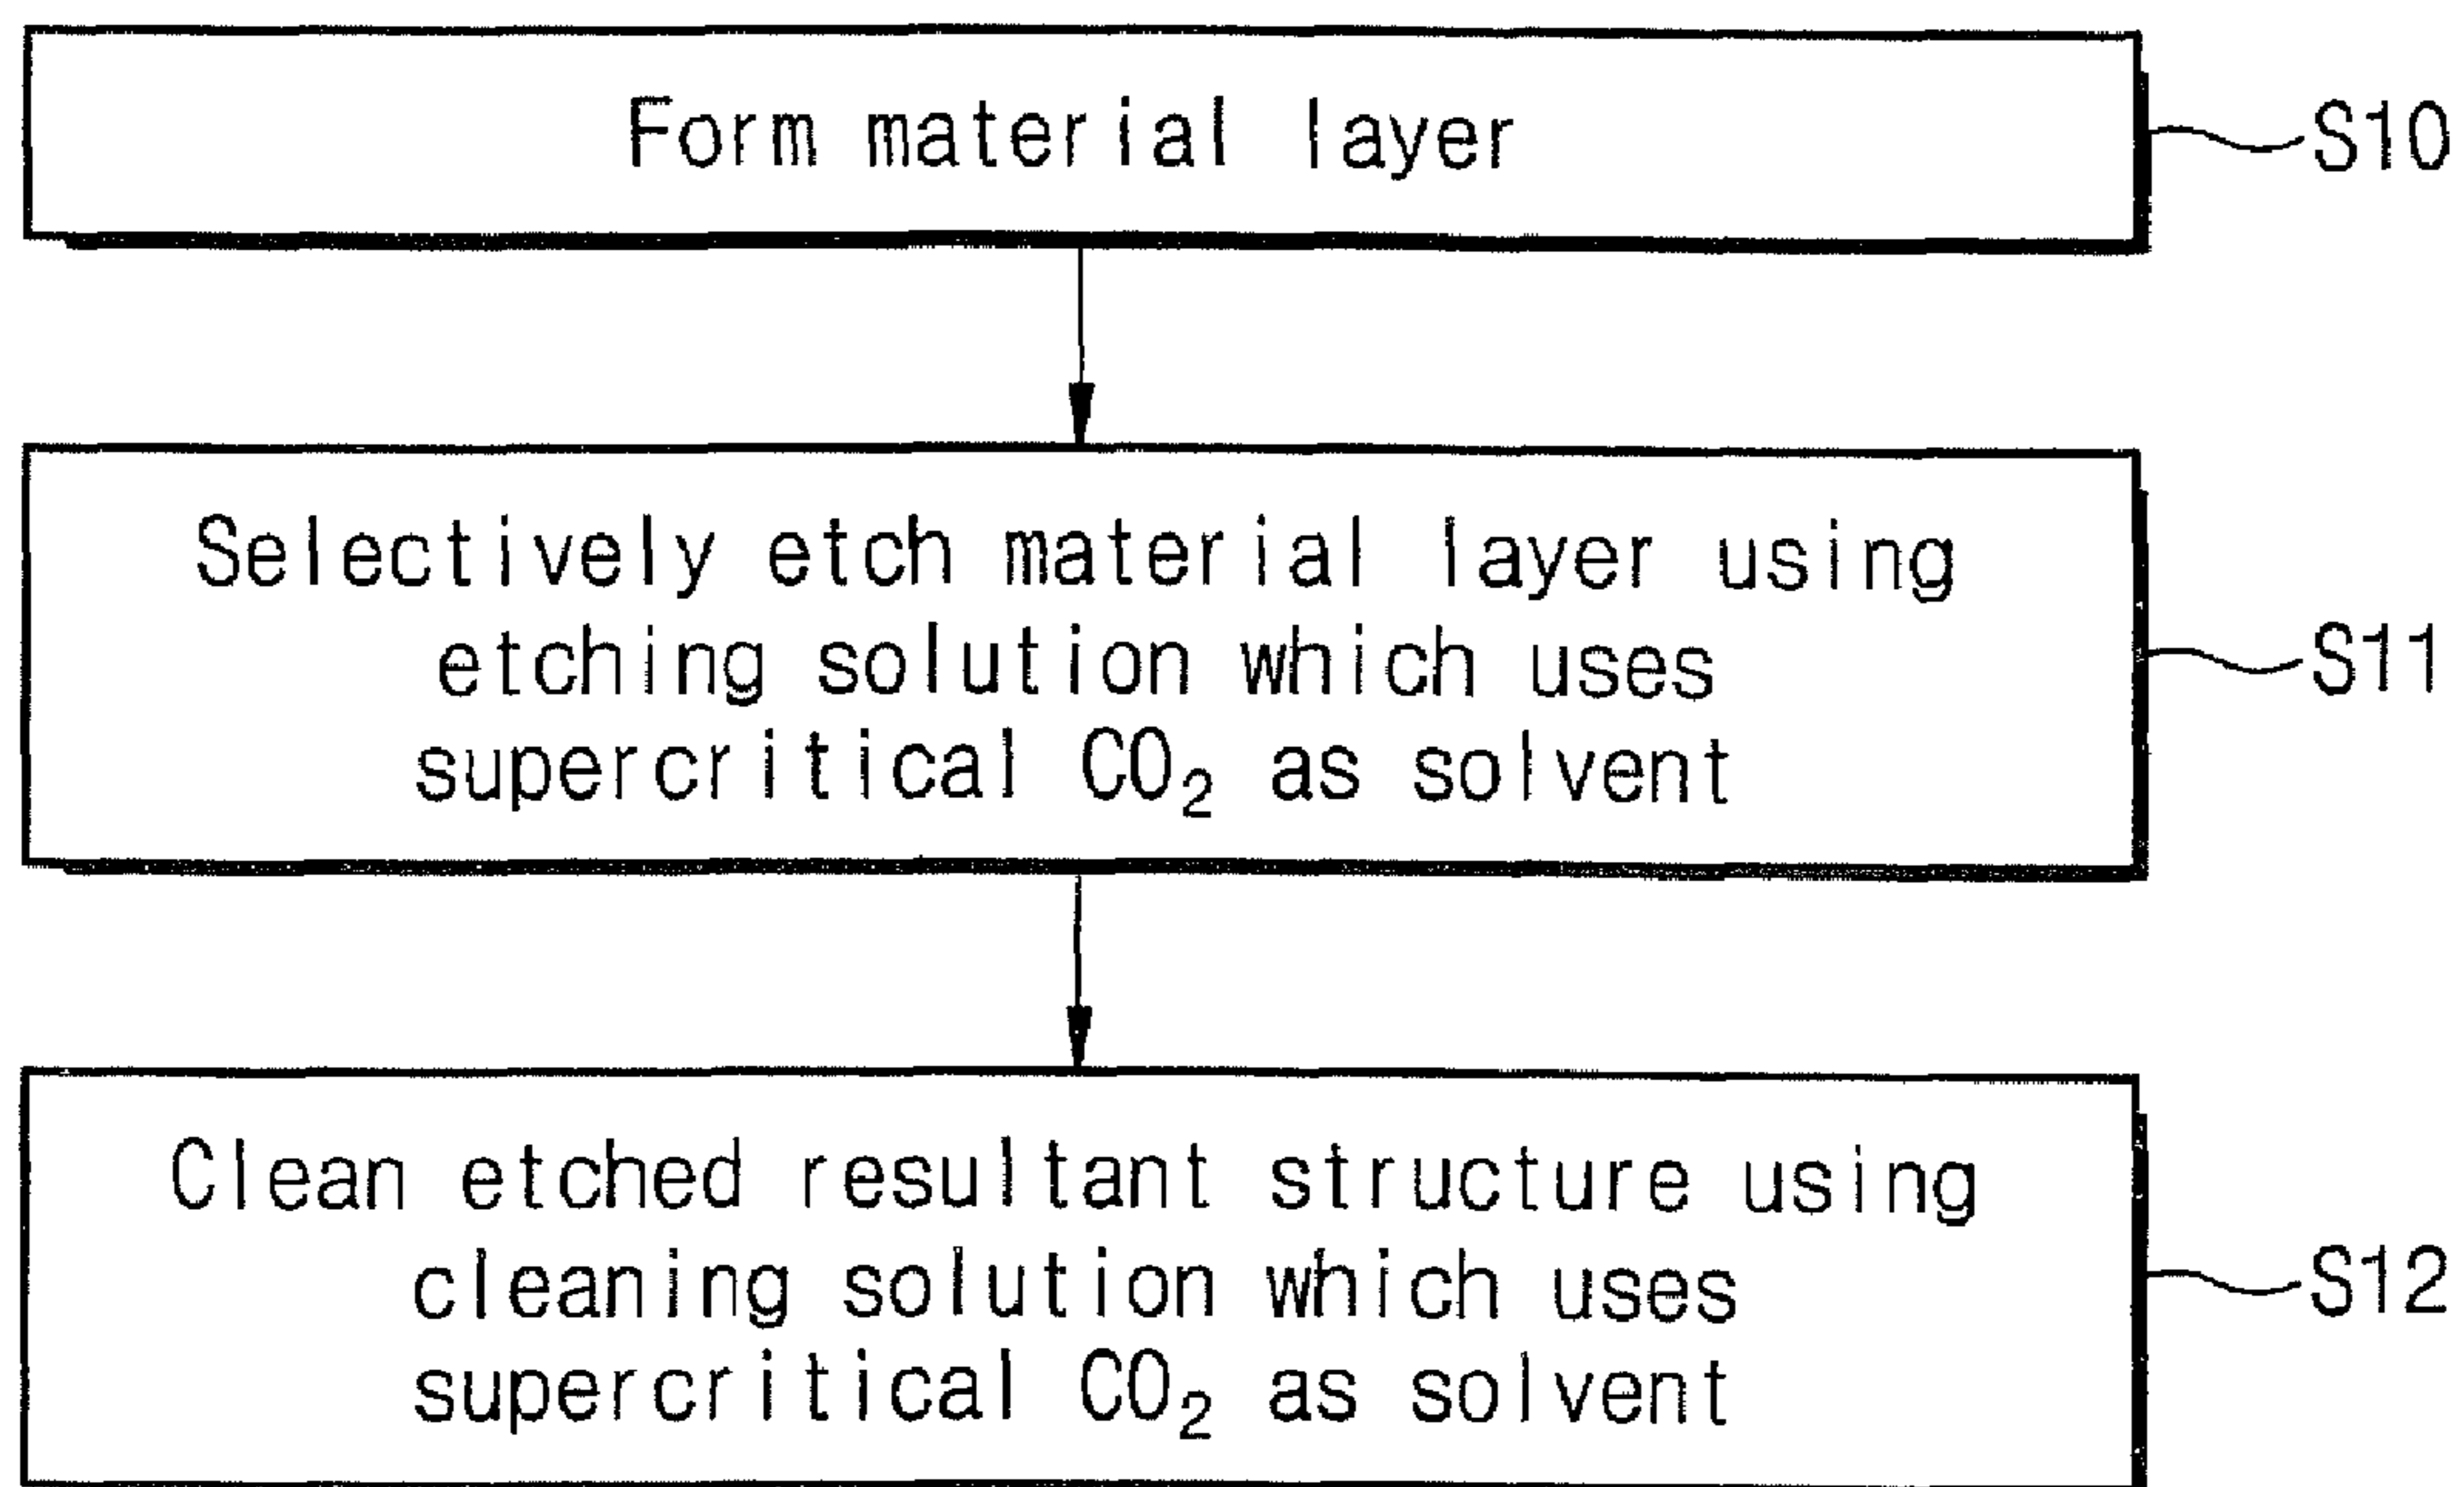 Form material layer
S10
Selectively etch material layer using
etching solution which uses
supercritical CO₂ as solvent
S11
Clean etched resultant structure using
cleaning solution which uses
supercritical CO₂ as solvent
S12